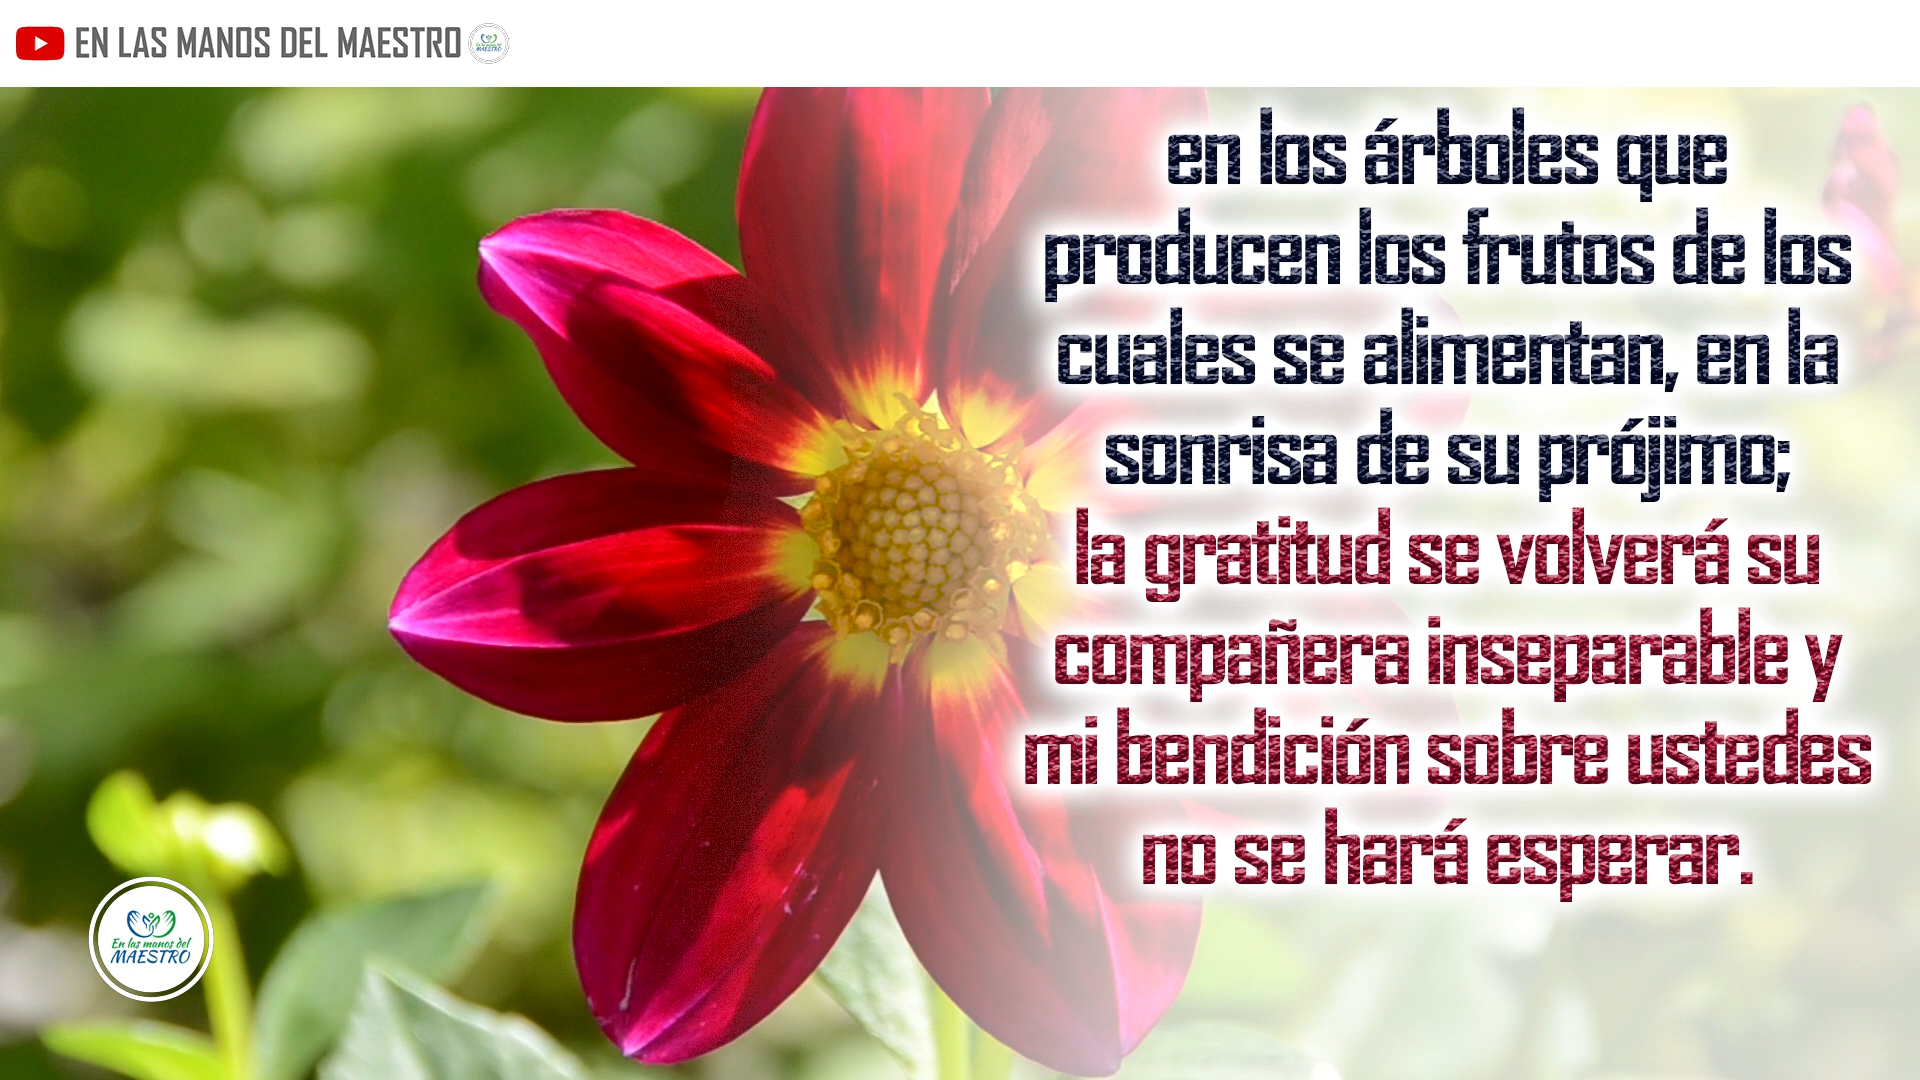 EN LAS MANOS DEL MAESTRO
en los árboles que
producen los frutos de los
cuales se alimentan, en la
sonrisa de su prójimo;
la gratitud se volverá su
compañera inseparable y
mi bendición sobre ustedes
no se hará esperar.
En las manos del
MAESTRO